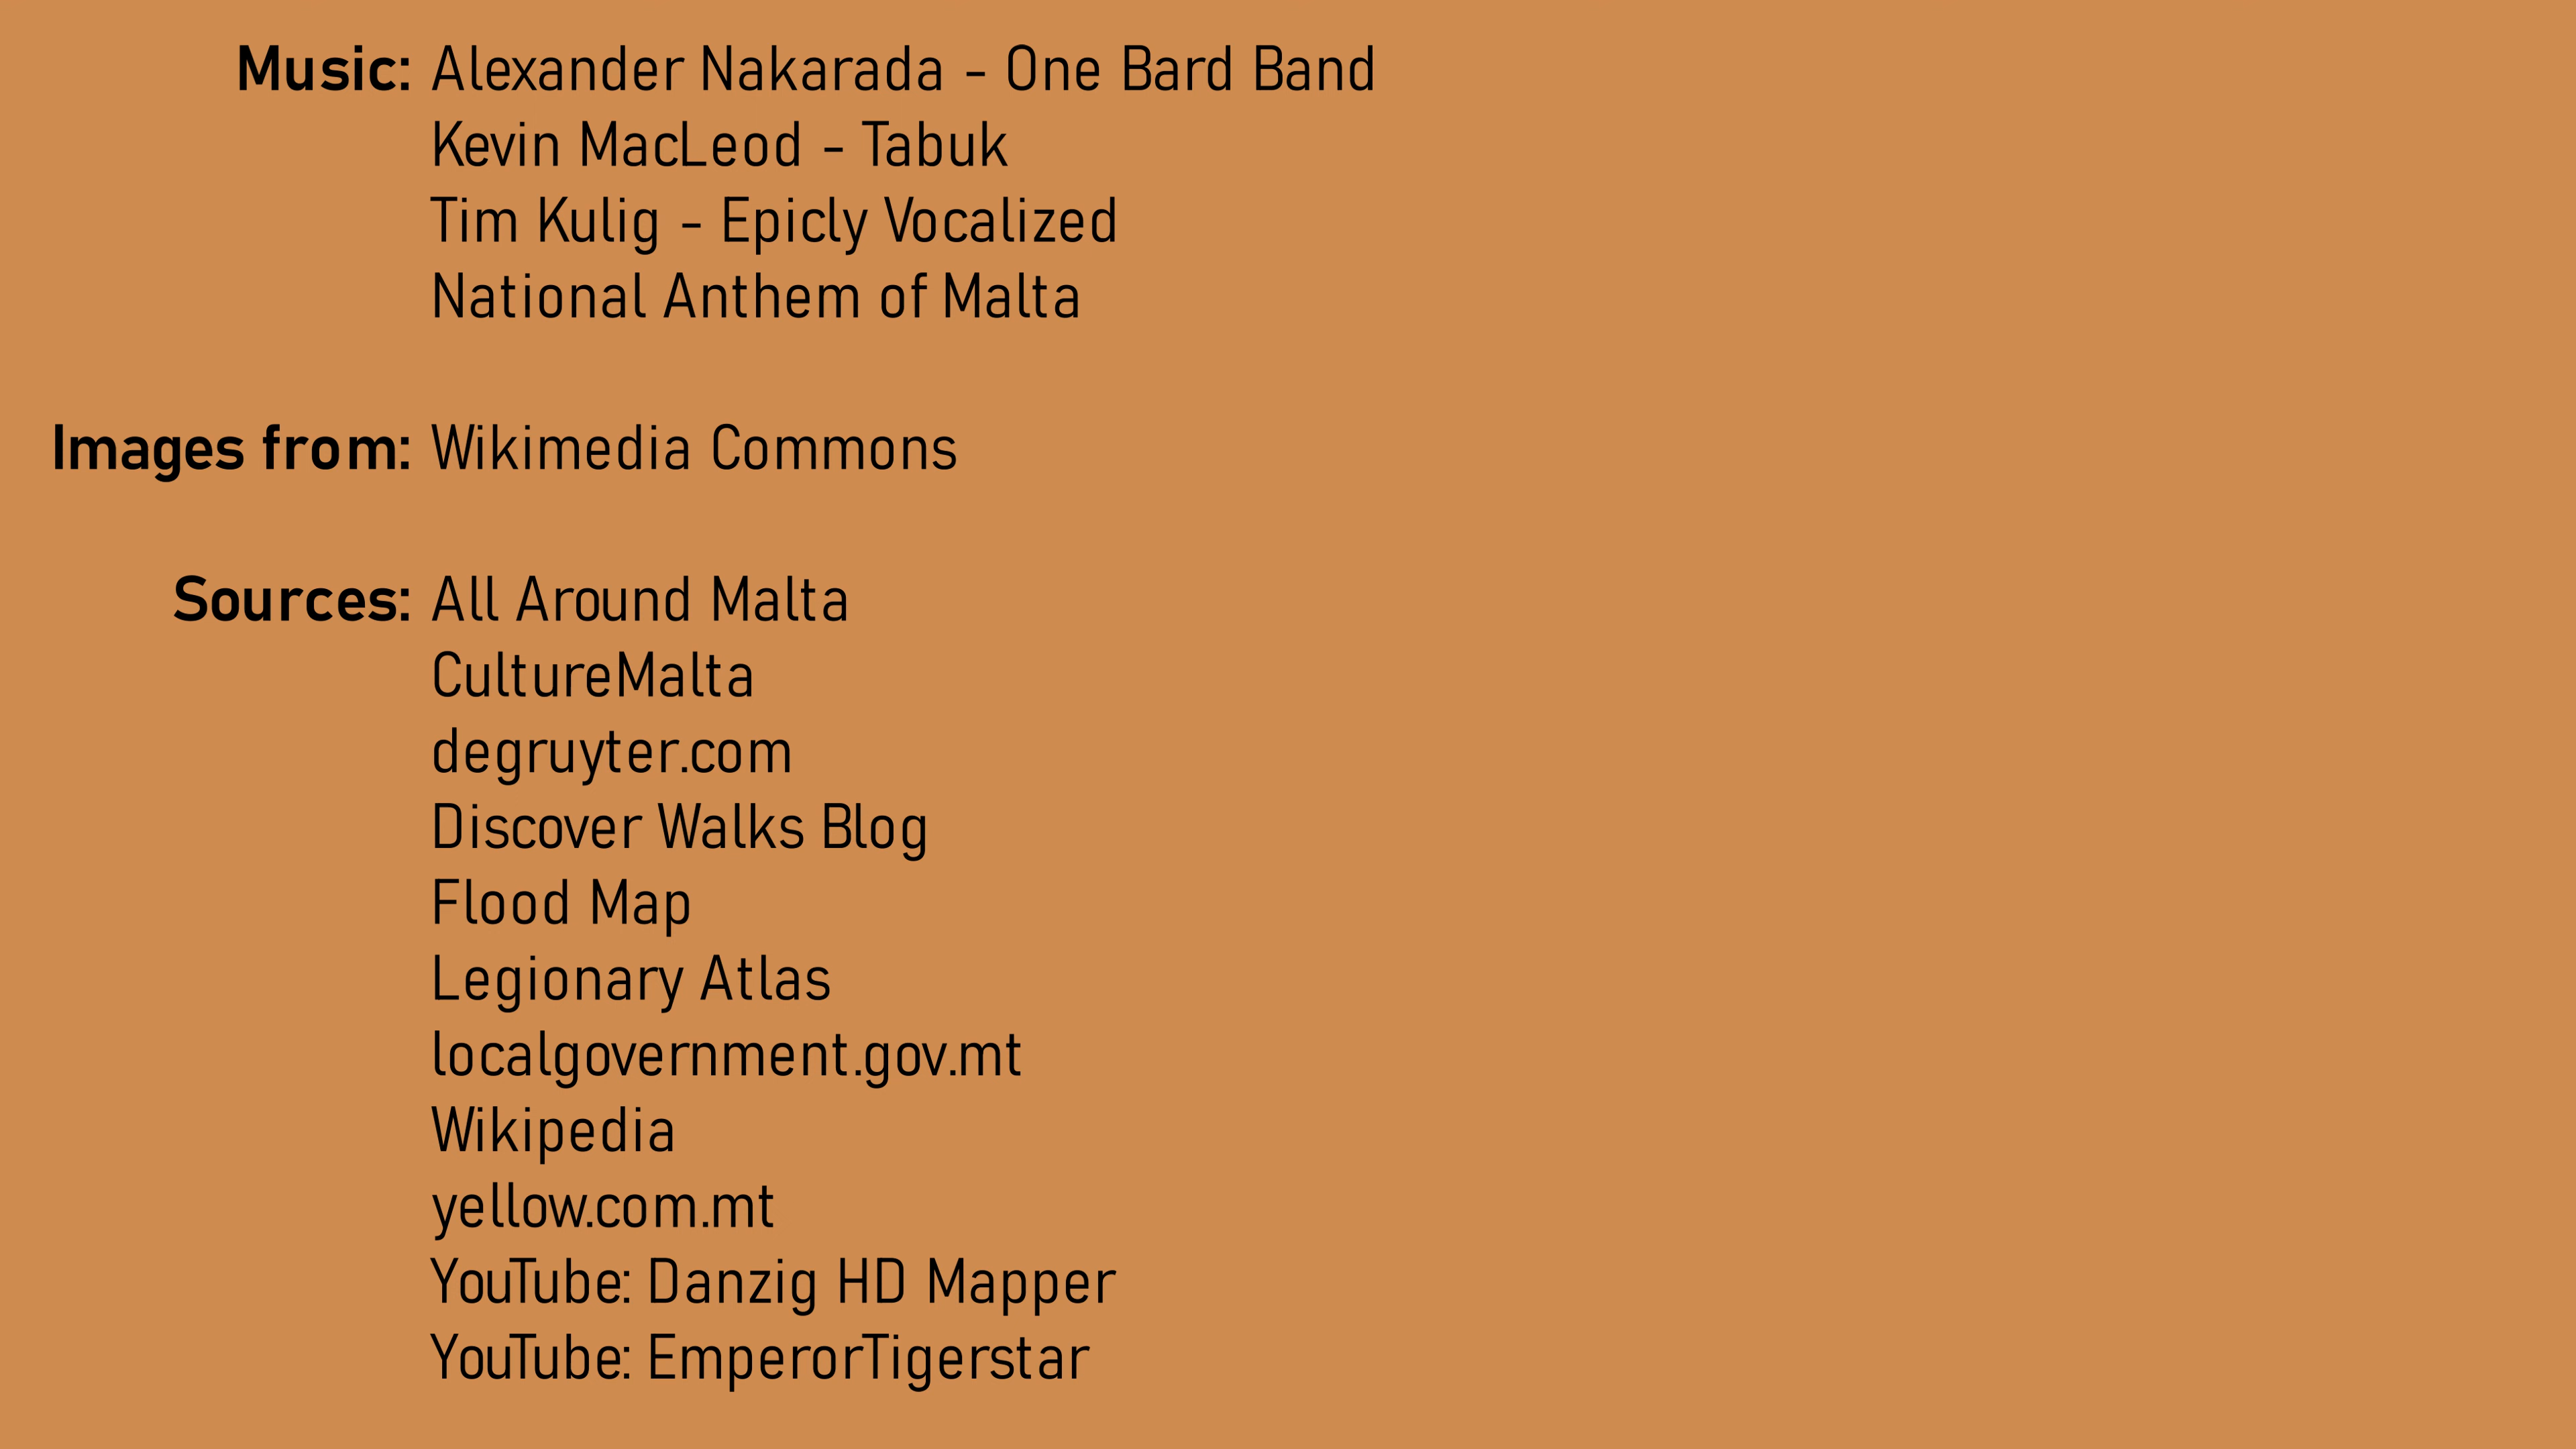 Music: Alexander Nakarada - One Bard Band
Kevin MacLeod - Tabuk
Tim Kulig - Epicly Vocalized
National Anthem of Malta
Images from: Wikimedia Commons
Sources: All Around Malta
CultureMalta
degruyter.com
Discover Walks Blog
Flood Map
Legionary Atlas
localgovernment.gov.mt
Wikipedia
yellow.com.mt
YouTube: Danzig HD Mapper
YouTube: EmperorTigerstar